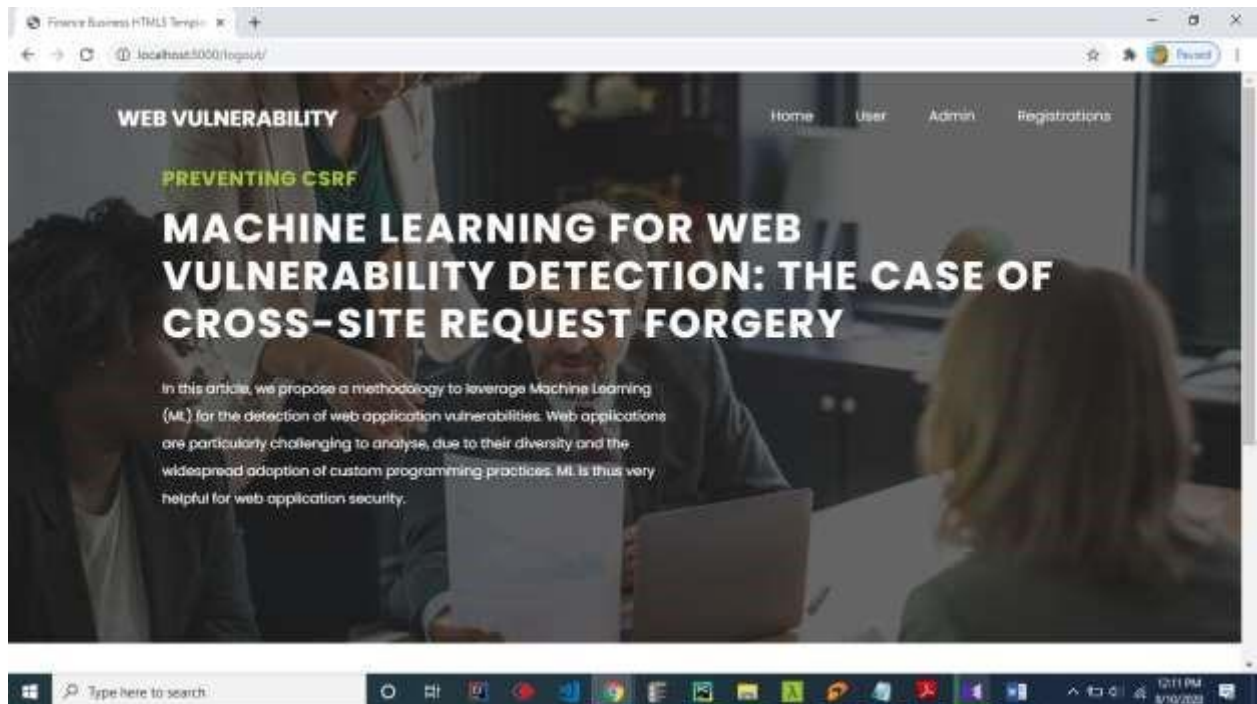 Finance Business HTML5 Templ
localhost:8000/logout/
Paused
WEB VULNERABILITY
Home User Admin Registrations
PREVENTING CSRF
MACHINE LEARNING FOR WEB
VULNERABILITY DETECTION: THE CASE OF
CROSS-SITE REQUEST FORGERY
In this article, we propose a methodology to leverage Machine Learning
(ML) for the detection of web application vulnerabilities. Web applications
are particularly challenging to analyse, due to their diversity and the
widespread adoption of custom programming practices. ML is thus very
helpful for web application security.
Type here to search
12:11 PM